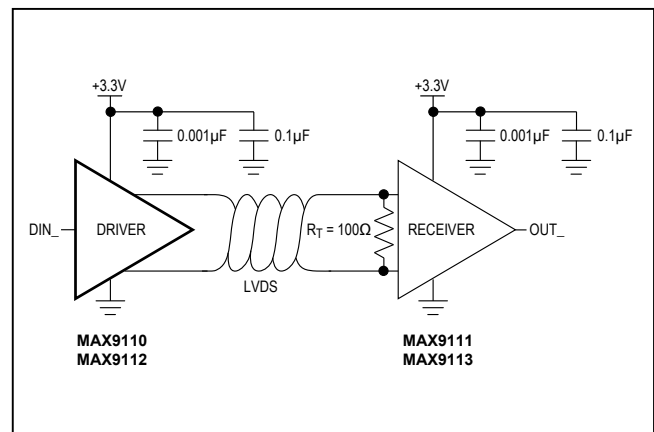 +3.3V
0.001µF
0.1µF
+3.3V
0.001µF
0.1µF
DIN_
DRIVER
LVDS
R_T = 100Ω
RECEIVER
OUT_
MAX9110
MAX9112
MAX9111
MAX9113